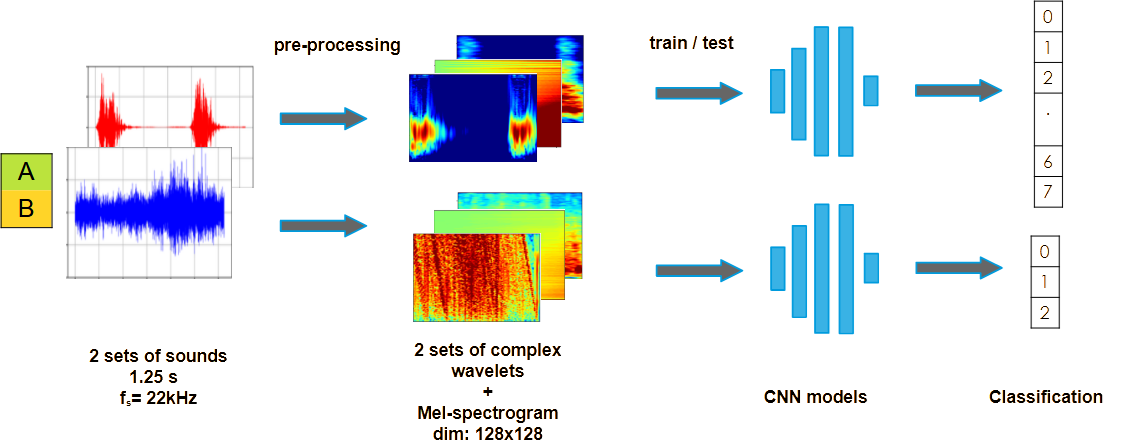 pre-processing
train / test
A
B
0
1
2
.
6
7
0
1
2
2 sets of sounds
1.25 s
fs= 22kHz
2 sets of complex
wavelets
+
Mel-spectrogram
dim: 128x128
CNN models
Classification